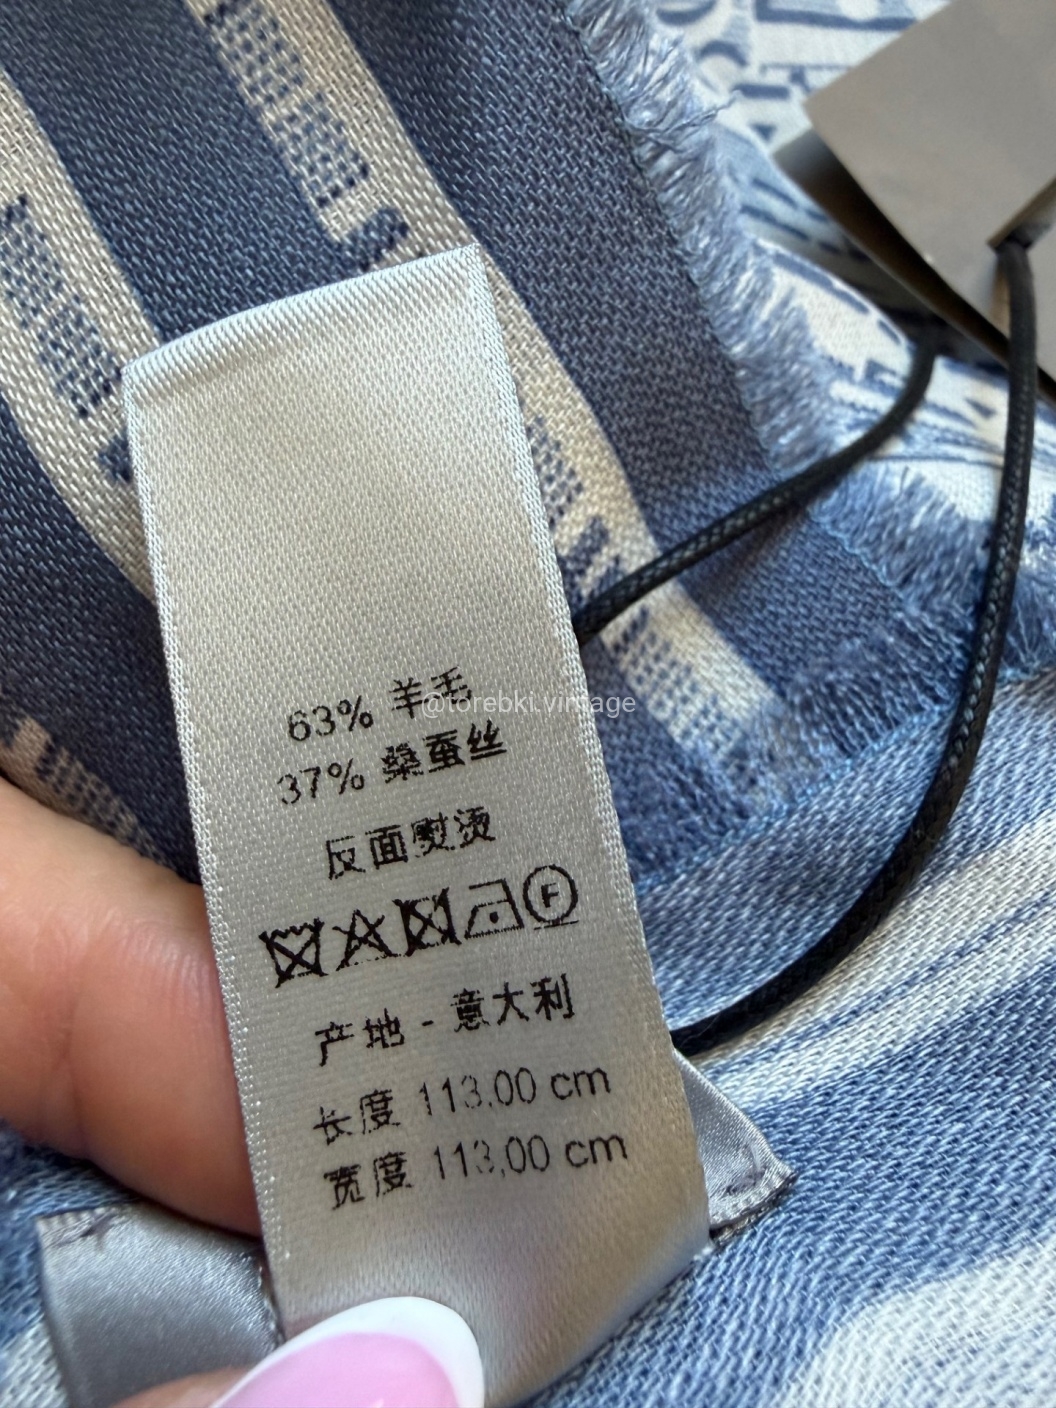 63% 羊毛
@torebki.vintage
37% 桑蚕丝
反面熨烫
F
产地 - 意大利
长度 113.00 cm
宽度 113,00 cm